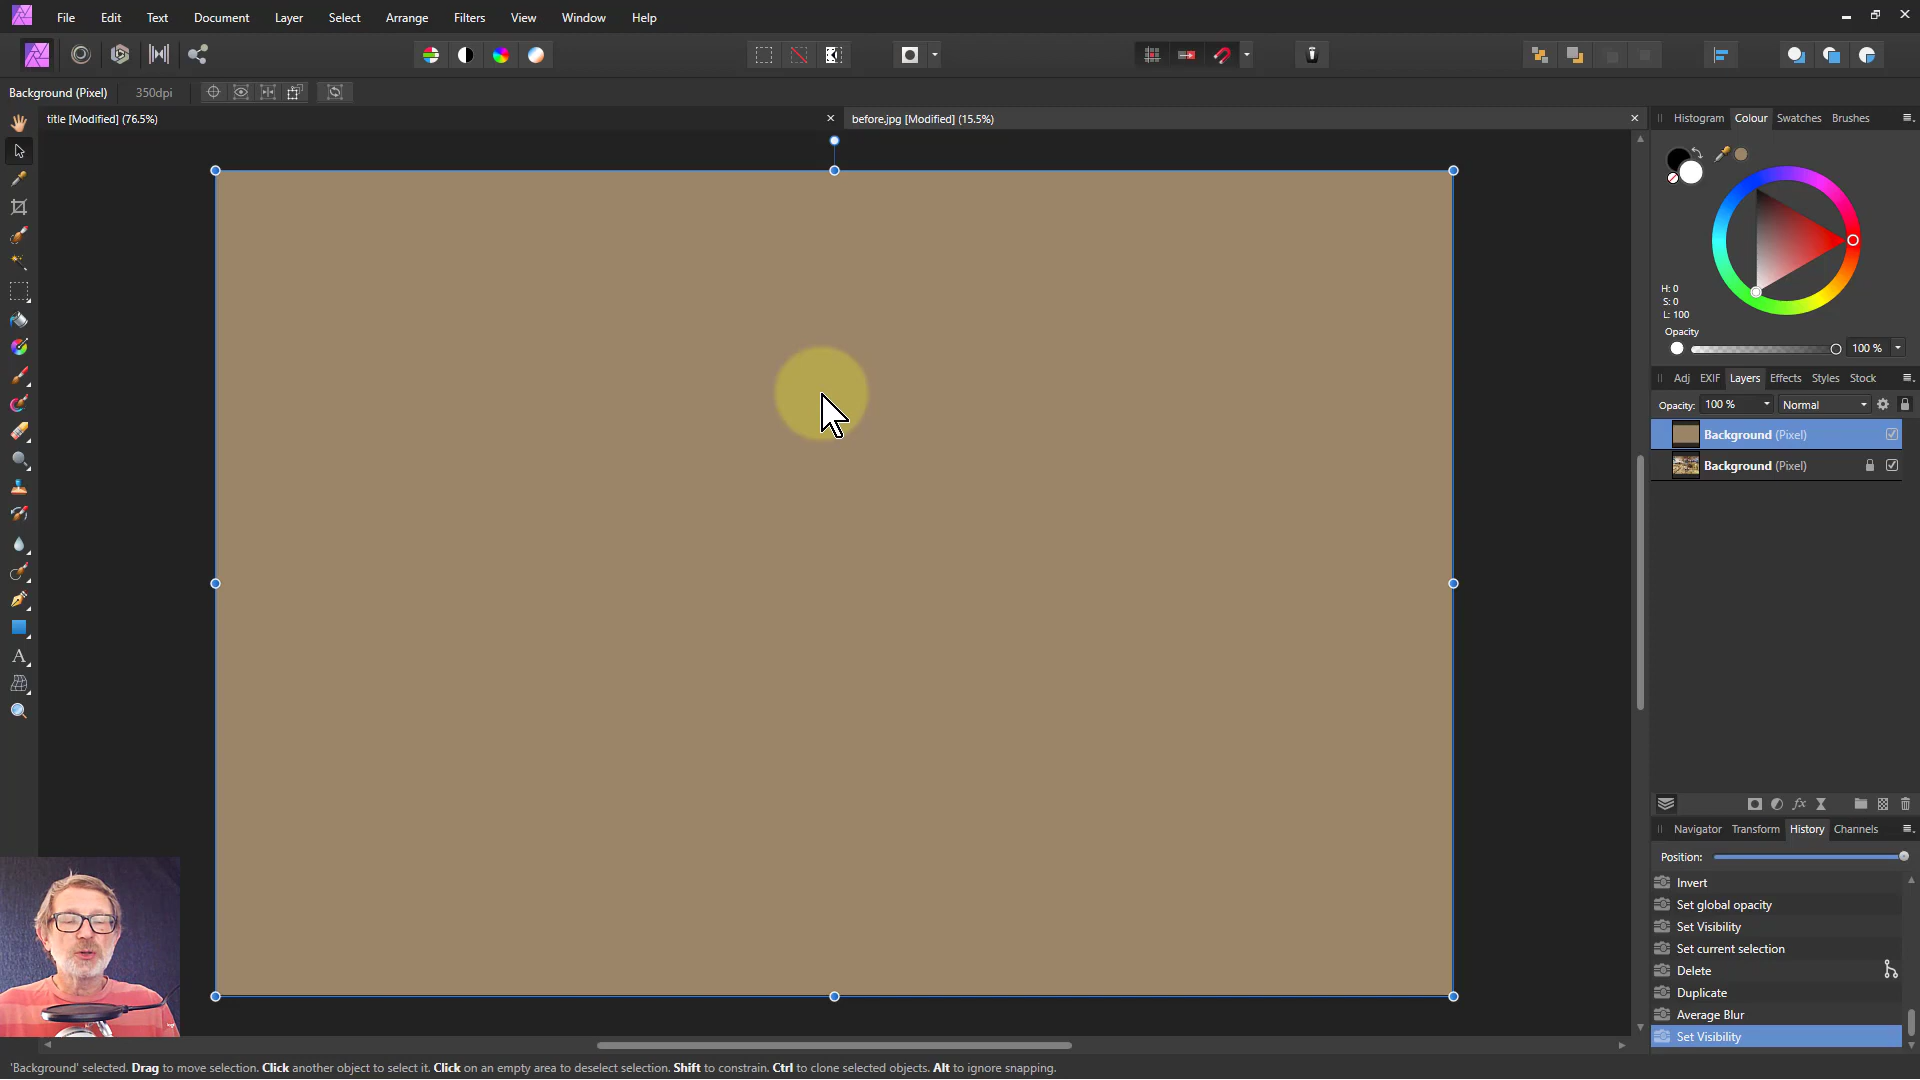 File Edit Text Document Layer Select Arrange Filters View Window Help
Background (Pixel) 350dpi
title [Modified] (76.5%)
before.jpg [Modified] (15.5%)
Histogram Colour Swatches Brushes
H: 0
S: 0
L: 100
Opacity
100 %
Adj EXIF Layers Effects Styles Stock
Opacity: 100 % Normal
Background (Pixel)
Background (Pixel)
fx
Navigator Transform History Channels
Position:
Invert
Set global opacity
Set Visibility
Set current selection
Delete
Duplicate
Average Blur
Set Visibility
'Background' selected. Drag to move selection. Click another object to select it. Click on an empty area to deselect selection. Shift to constrain. Ctrl to clone selected objects. Alt to ignore snapping.